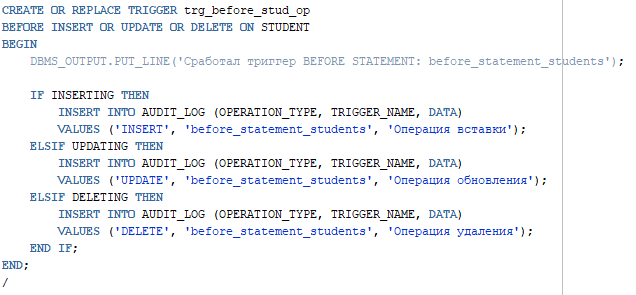 CREATE OR REPLACE TRIGGER trg_before_stud_op
BEFORE INSERT OR UPDATE OR DELETE ON STUDENT
BEGIN
    DBMS_OUTPUT.PUT_LINE('Сработал триггер BEFORE STATEMENT: before_statement_students');

    IF INSERTING THEN
        INSERT INTO AUDIT_LOG (OPERATION_TYPE, TRIGGER_NAME, DATA)
        VALUES ('INSERT', 'before_statement_students', 'Операция вставки');
    ELSIF UPDATING THEN
        INSERT INTO AUDIT_LOG (OPERATION_TYPE, TRIGGER_NAME, DATA)
        VALUES ('UPDATE', 'before_statement_students', 'Операция обновления');
    ELSIF DELETING THEN
        INSERT INTO AUDIT_LOG (OPERATION_TYPE, TRIGGER_NAME, DATA)
        VALUES ('DELETE', 'before_statement_students', 'Операция удаления');
    END IF;
END;
/